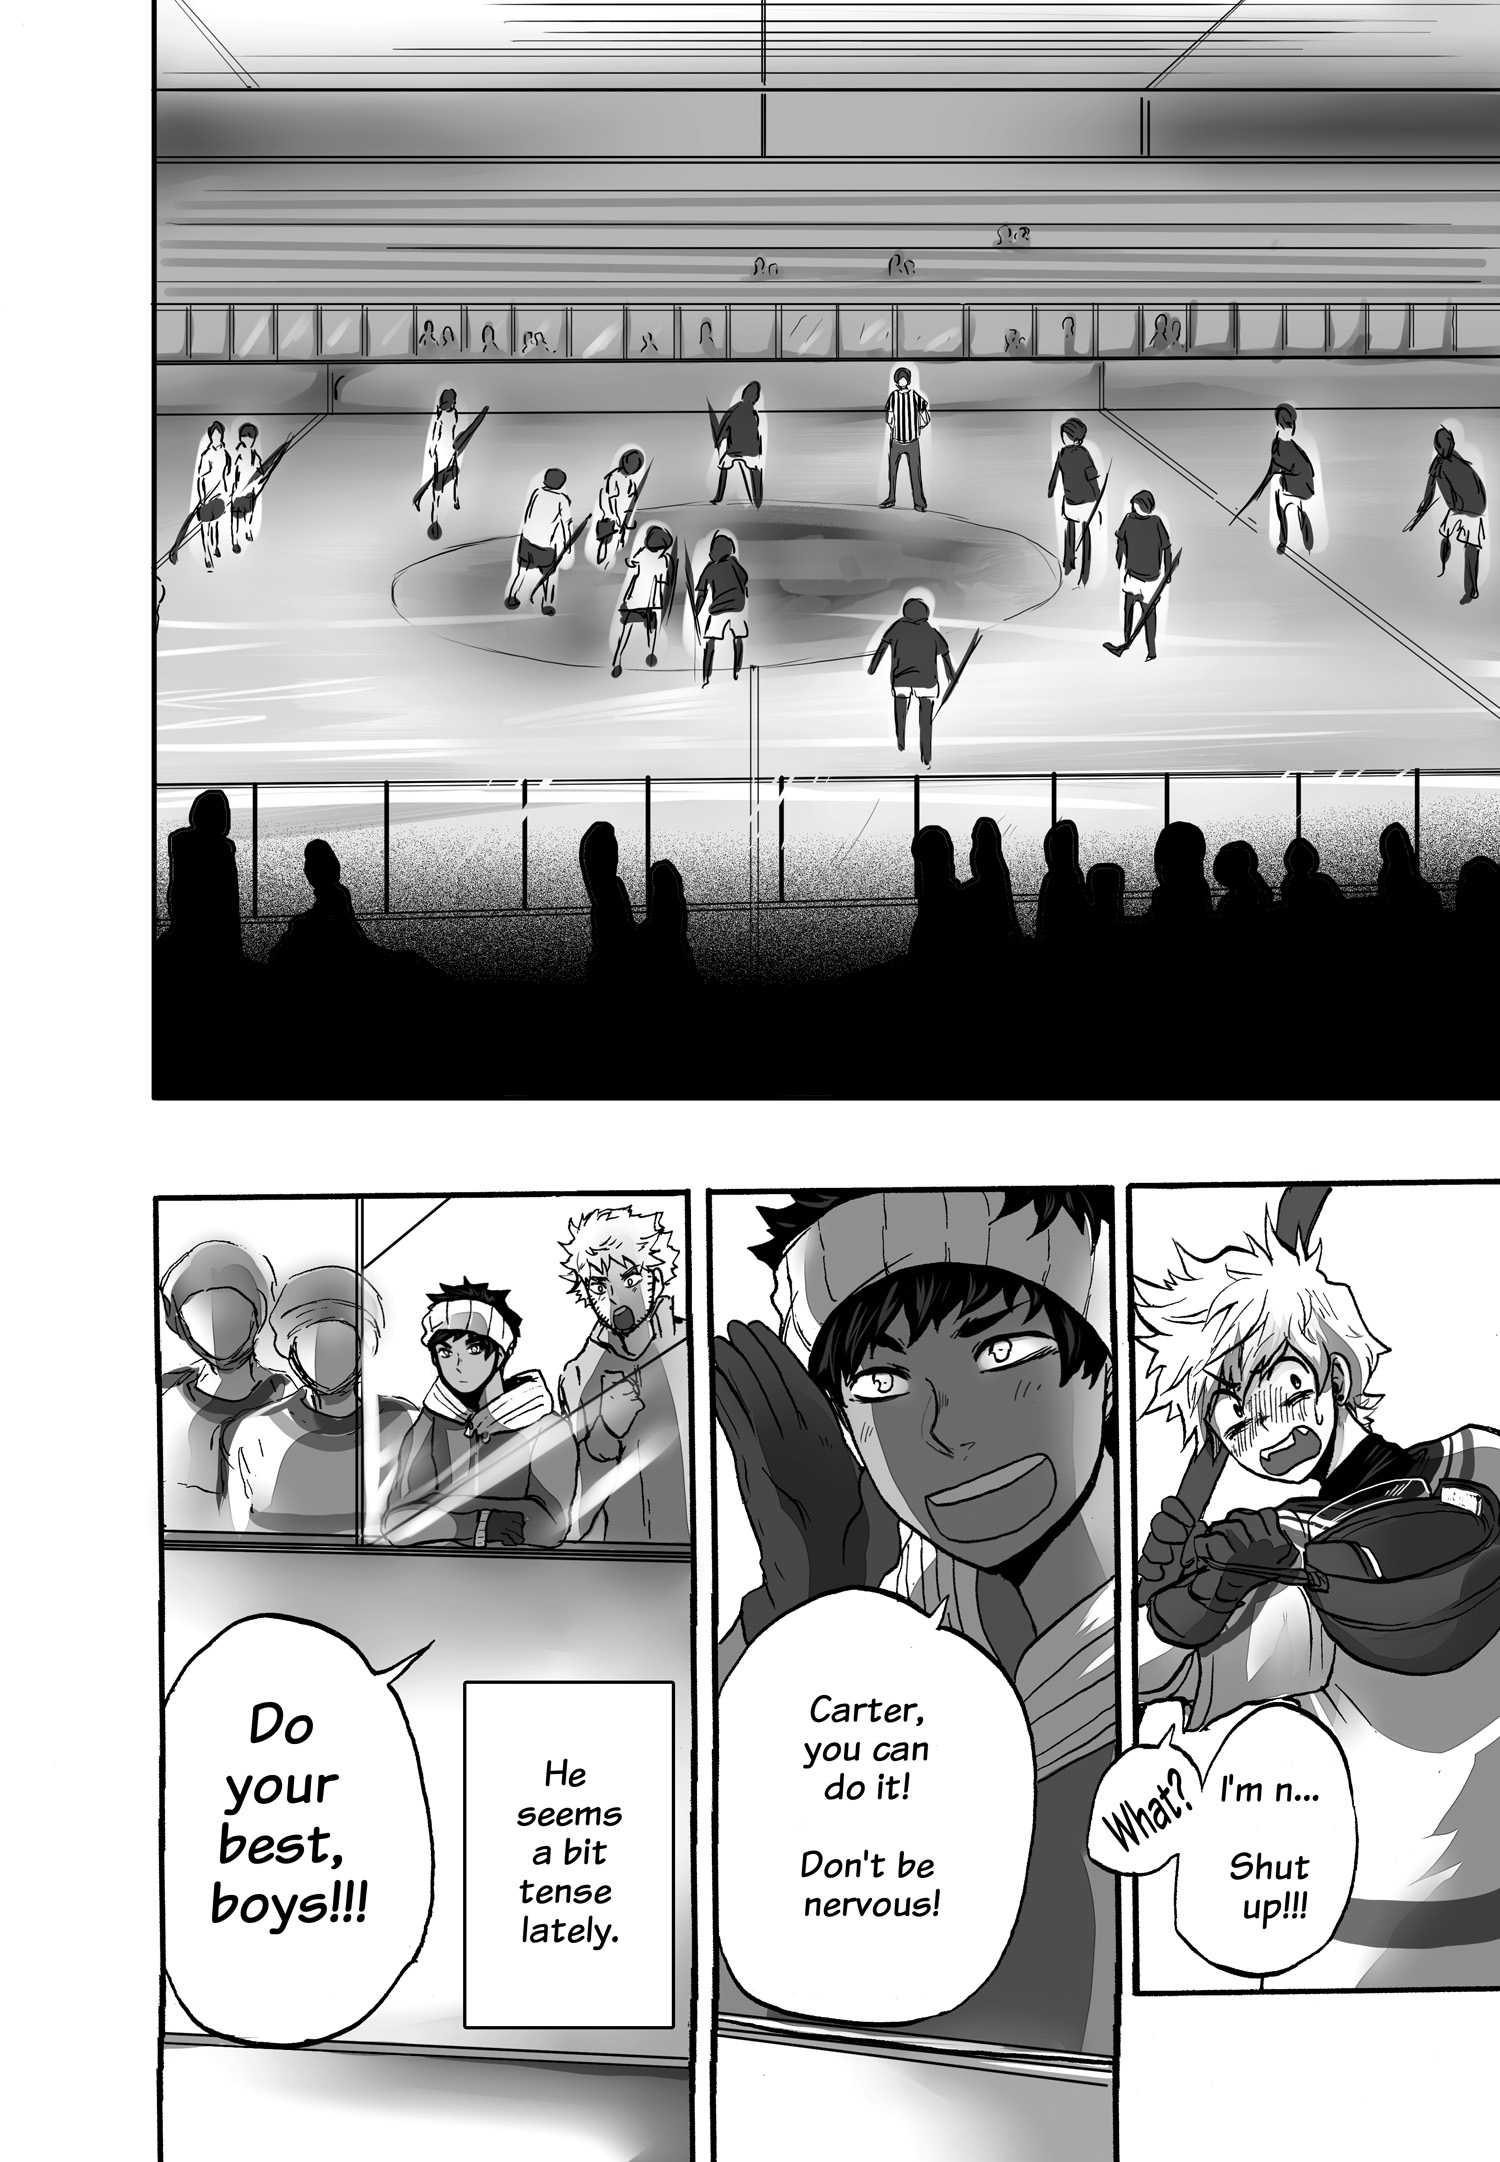 Do
your
best,
boys!!!
He
seems
a bit
tense
lately.
Carter,
you can
do it!
Don't be
nervous!
What?
I'm n...
Shut
up!!!